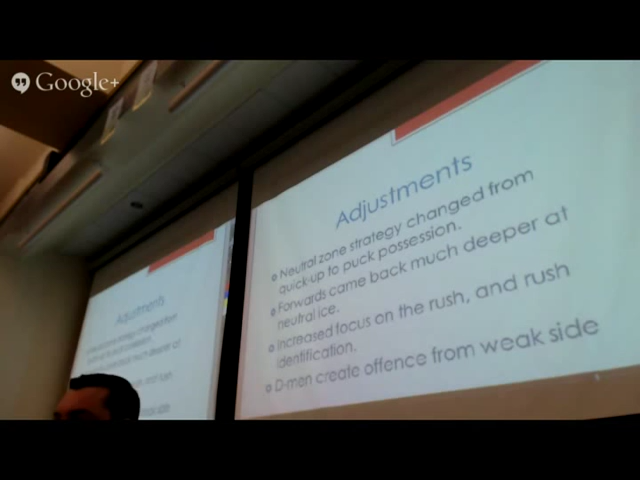 Google+
Adjustments
Neutral zone strategy changed from
quick-up to puck possession.
Forwards came back much deeper at
neutral ice.
Increased focus on the rush, and rush
identification.
D-men create offence from weak side
Adjustments